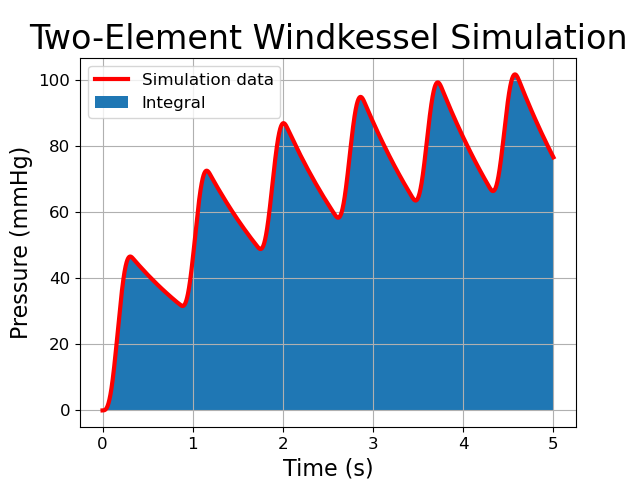 Two-Element Windkessel Simulation
Simulation data
Integral
Pressure (mmHg)
100
80
60
40
20
0
0 1 2 3 4 5
Time (s)